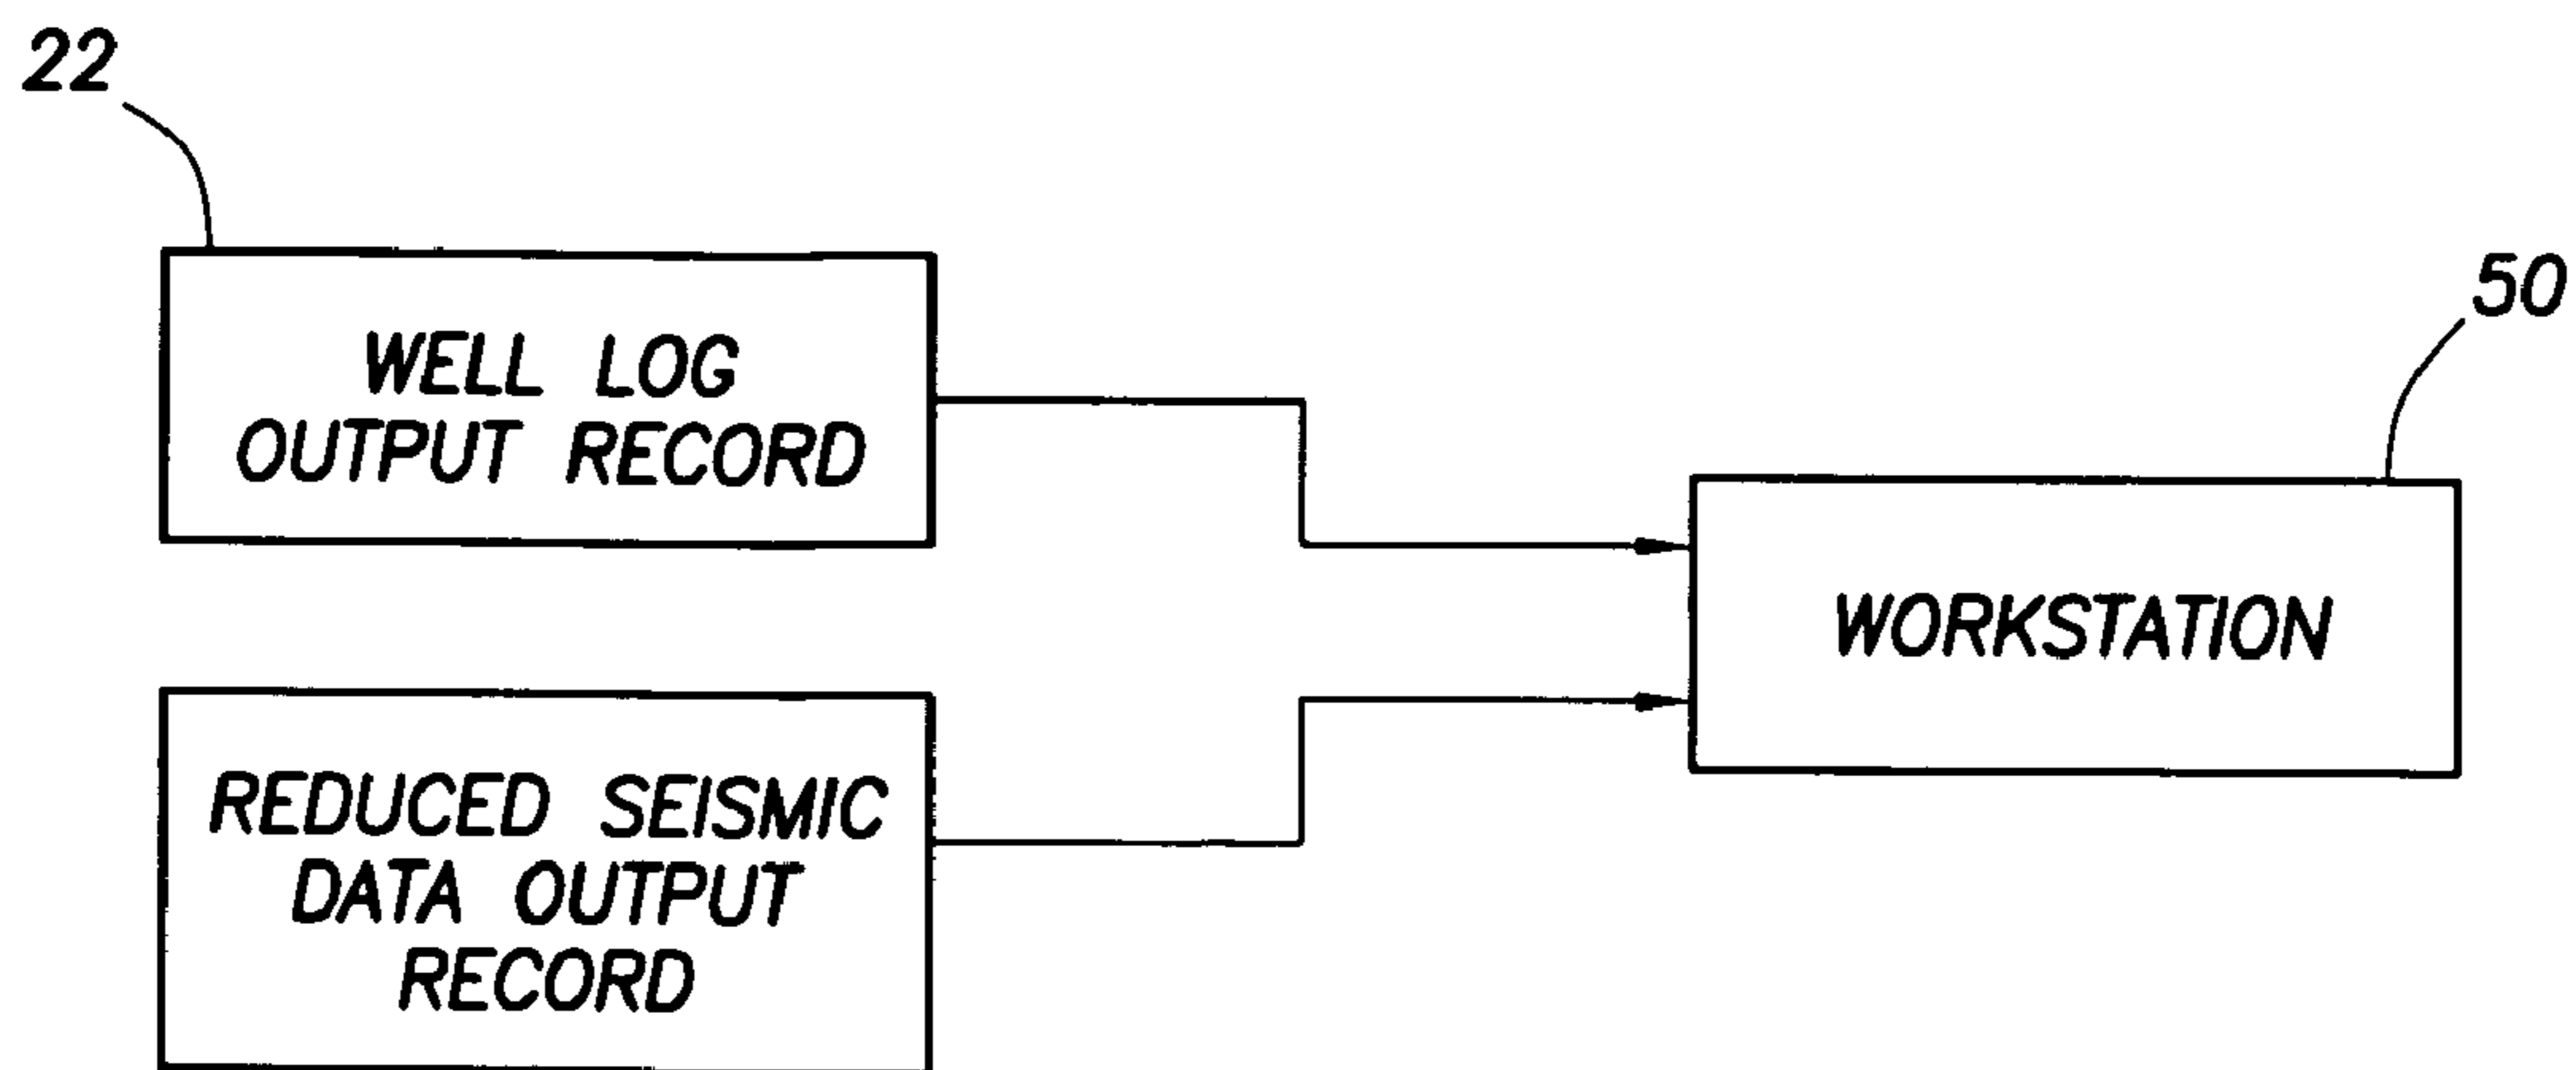 22
WELL LOG
OUTPUT RECORD
50
WORKSTATION
REDUCED SEISMIC
DATA OUTPUT
RECORD